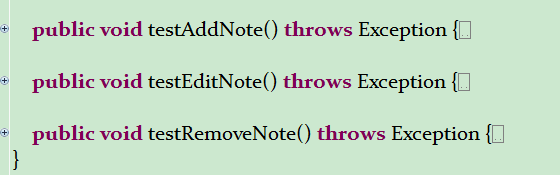 public void testAddNote() throws Exception {..
public void testEditNote() throws Exception {..
public void testRemoveNote() throws Exception {..
}